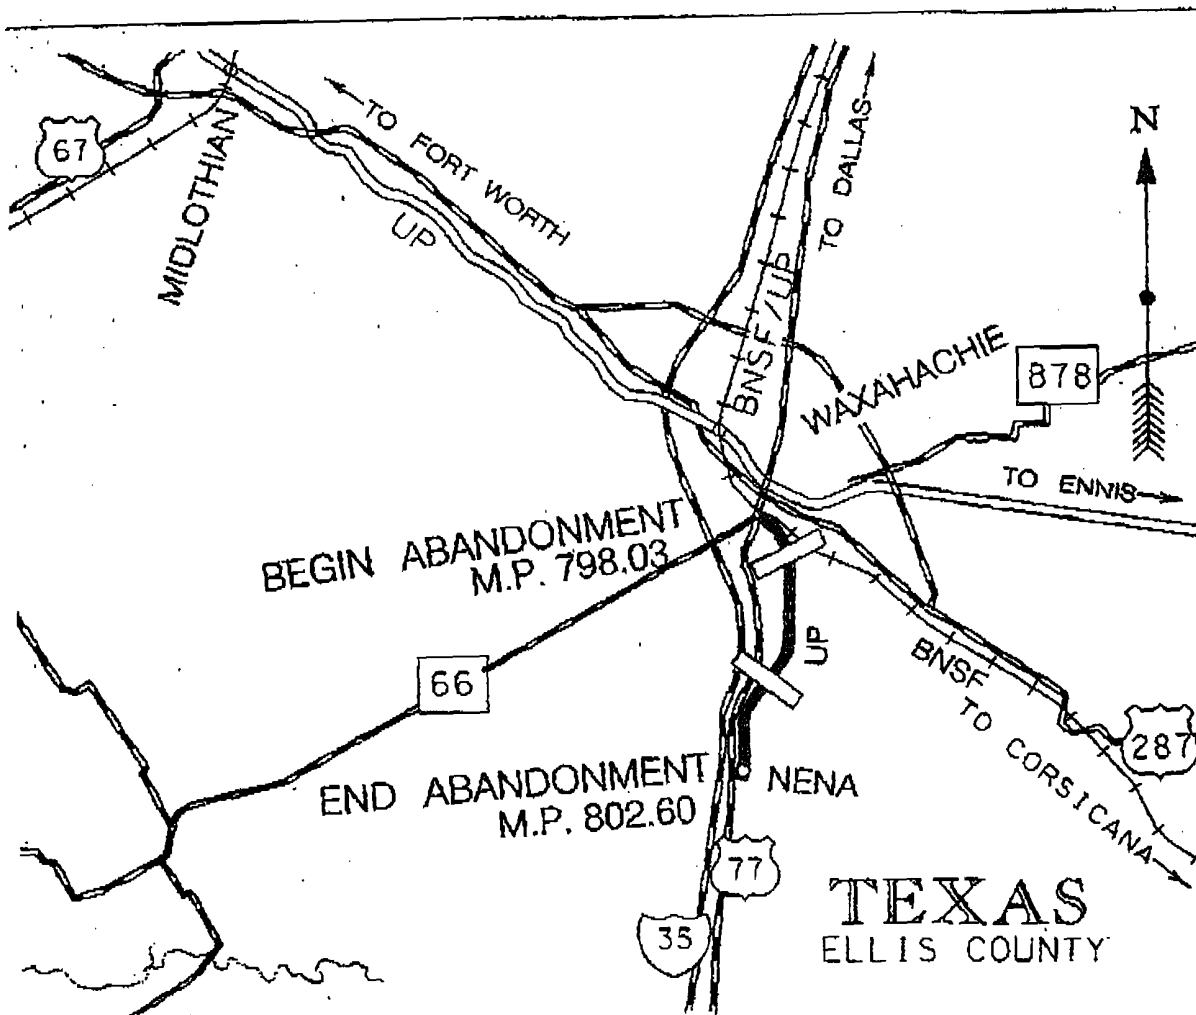 67
MIDLOTHIAN
TO FORT WORTH
UP
BNSF/UP
TO DALLAS
N
WAXAHACHIE
878
TO ENNIS
BEGIN ABANDONMENT
M.P. 798.03
66
UP
BNSF
TO CORSICANA
287
END ABANDONMENT
M.P. 802.60
NENA
77
35
TEXAS
ELLIS COUNTY